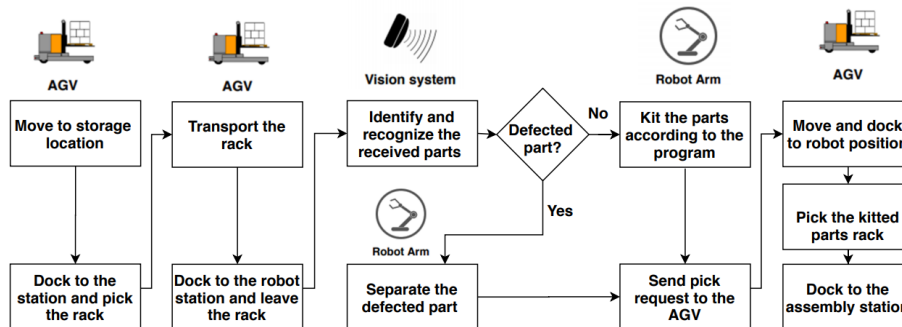 AGV
Move to storage
location
Dock to the
station and pick
the rack
AGV
Transport the
rack
Dock to the robot
station and leave
the rack
Vision system
Identify and
recognize the
received parts
Defected
part?
No
Yes
Robot Arm
Separate the
defected part
Robot Arm
Kit the parts
according to the
program
Send pick
request to the
AGV
AGV
Move and dock
to robot position
Pick the kitted
parts rack
Dock to the
assembly station